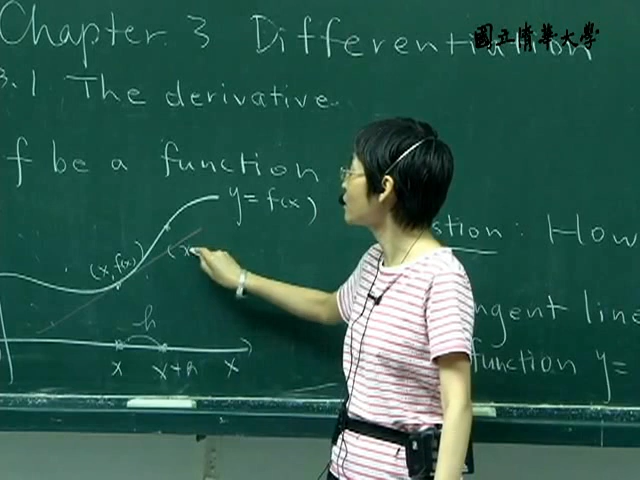 Chapter 3 Differentiation
國立清華大學
3.1 The derivative
f be a function
y=f(x)
stion: How
(x,f(x))
(x
h
ngent line
x x+h x
function y=